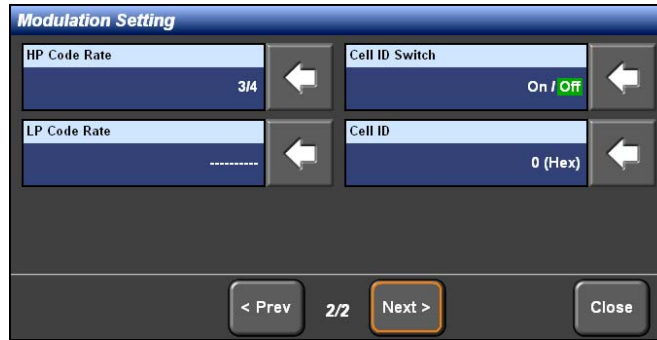 Modulation Setting
HP Code Rate
3/4
Cell ID Switch
On / Off
LP Code Rate
----------
Cell ID
0 (Hex)
< Prev
2/2
Next >
Close